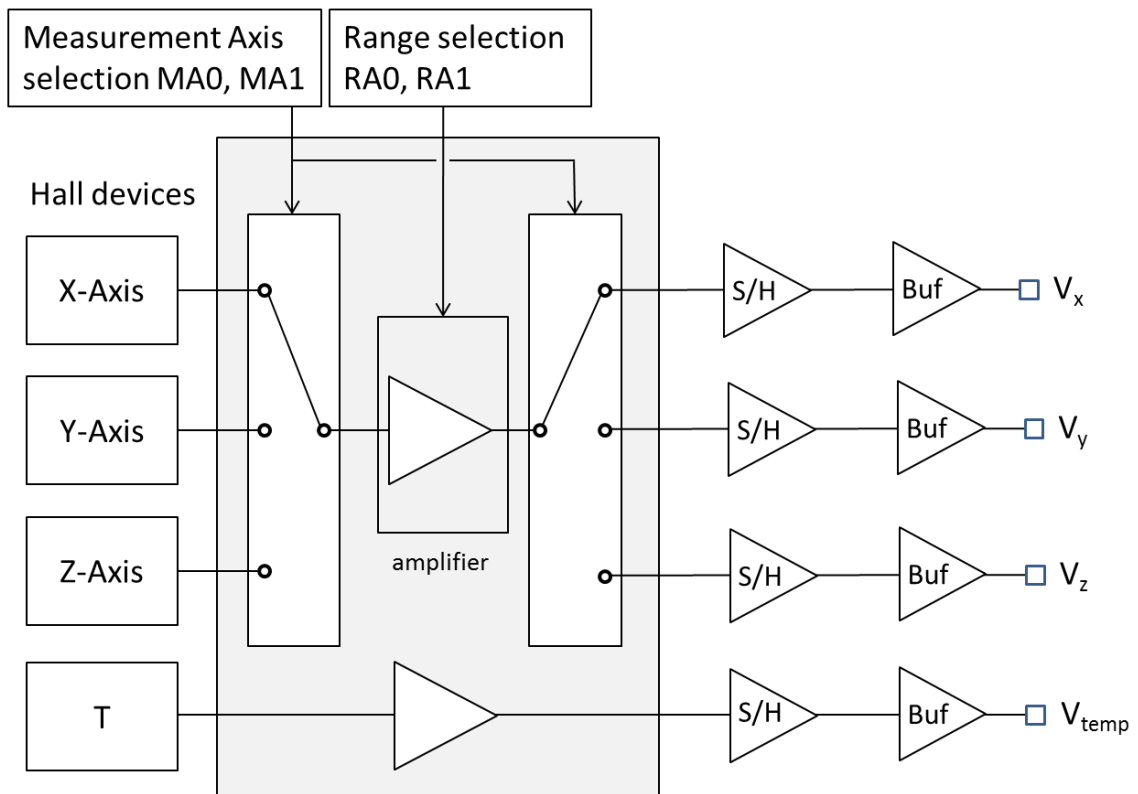 Measurement Axis
selection MA0, MA1
Range selection
RA0, RA1
Hall devices
X-Axis
S/H
Buf
Vx
Y-Axis
S/H
Buf
Vy
Z-Axis
amplifier
S/H
Buf
Vz
T
S/H
Buf
Vtemp